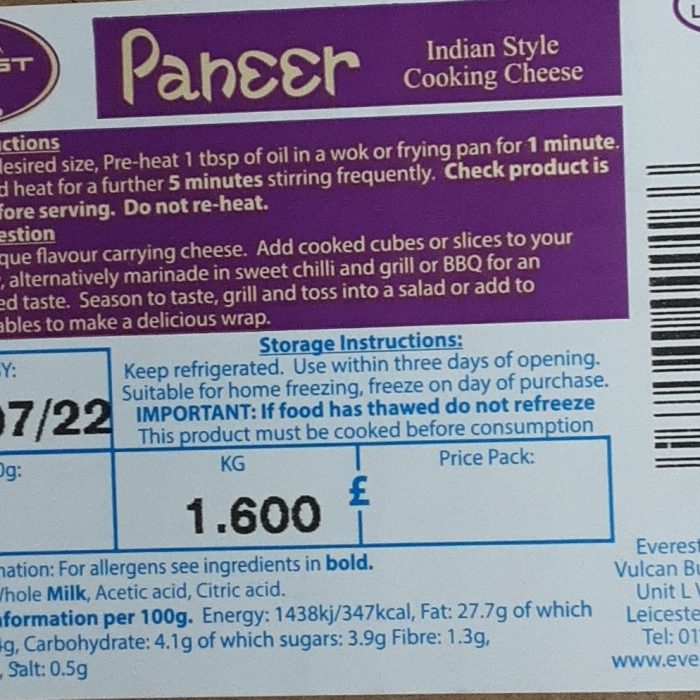 ST
Paneer
Indian Style
Cooking Cheese
L
ctions
esired size, Pre-heat 1 tbsp of oil in a wok or frying pan for 1 minute.
d heat for a further 5 minutes stirring frequently. Check product is
fore serving. Do not re-heat.
estion
que flavour carrying cheese. Add cooked cubes or slices to your
, alternatively marinade in sweet chilli and grill or BBQ for an
ed taste. Season to taste, grill and toss into a salad or add to
ables to make a delicious wrap.
Storage Instructions:
Keep refrigerated. Use within three days of opening.
Suitable for home freezing, freeze on day of purchase.
IMPORTANT: If food has thawed do not refreeze
This product must be cooked before consumption
Y:
07/22
0g:
KG
1.600
£
Price Pack:
mation: For allergens see ingredients in bold.
Whole Milk, Acetic acid, Citric acid.
nformation per 100g. Energy: 1438kj/347kcal, Fat: 27.7g of which
g, Carbohydrate: 4.1g of which sugars: 3.9g Fibre: 1.3g,
, Salt: 0.5g
Everest
Vulcan Bu
Unit L V
Leiceste
Tel: 01
www.eve